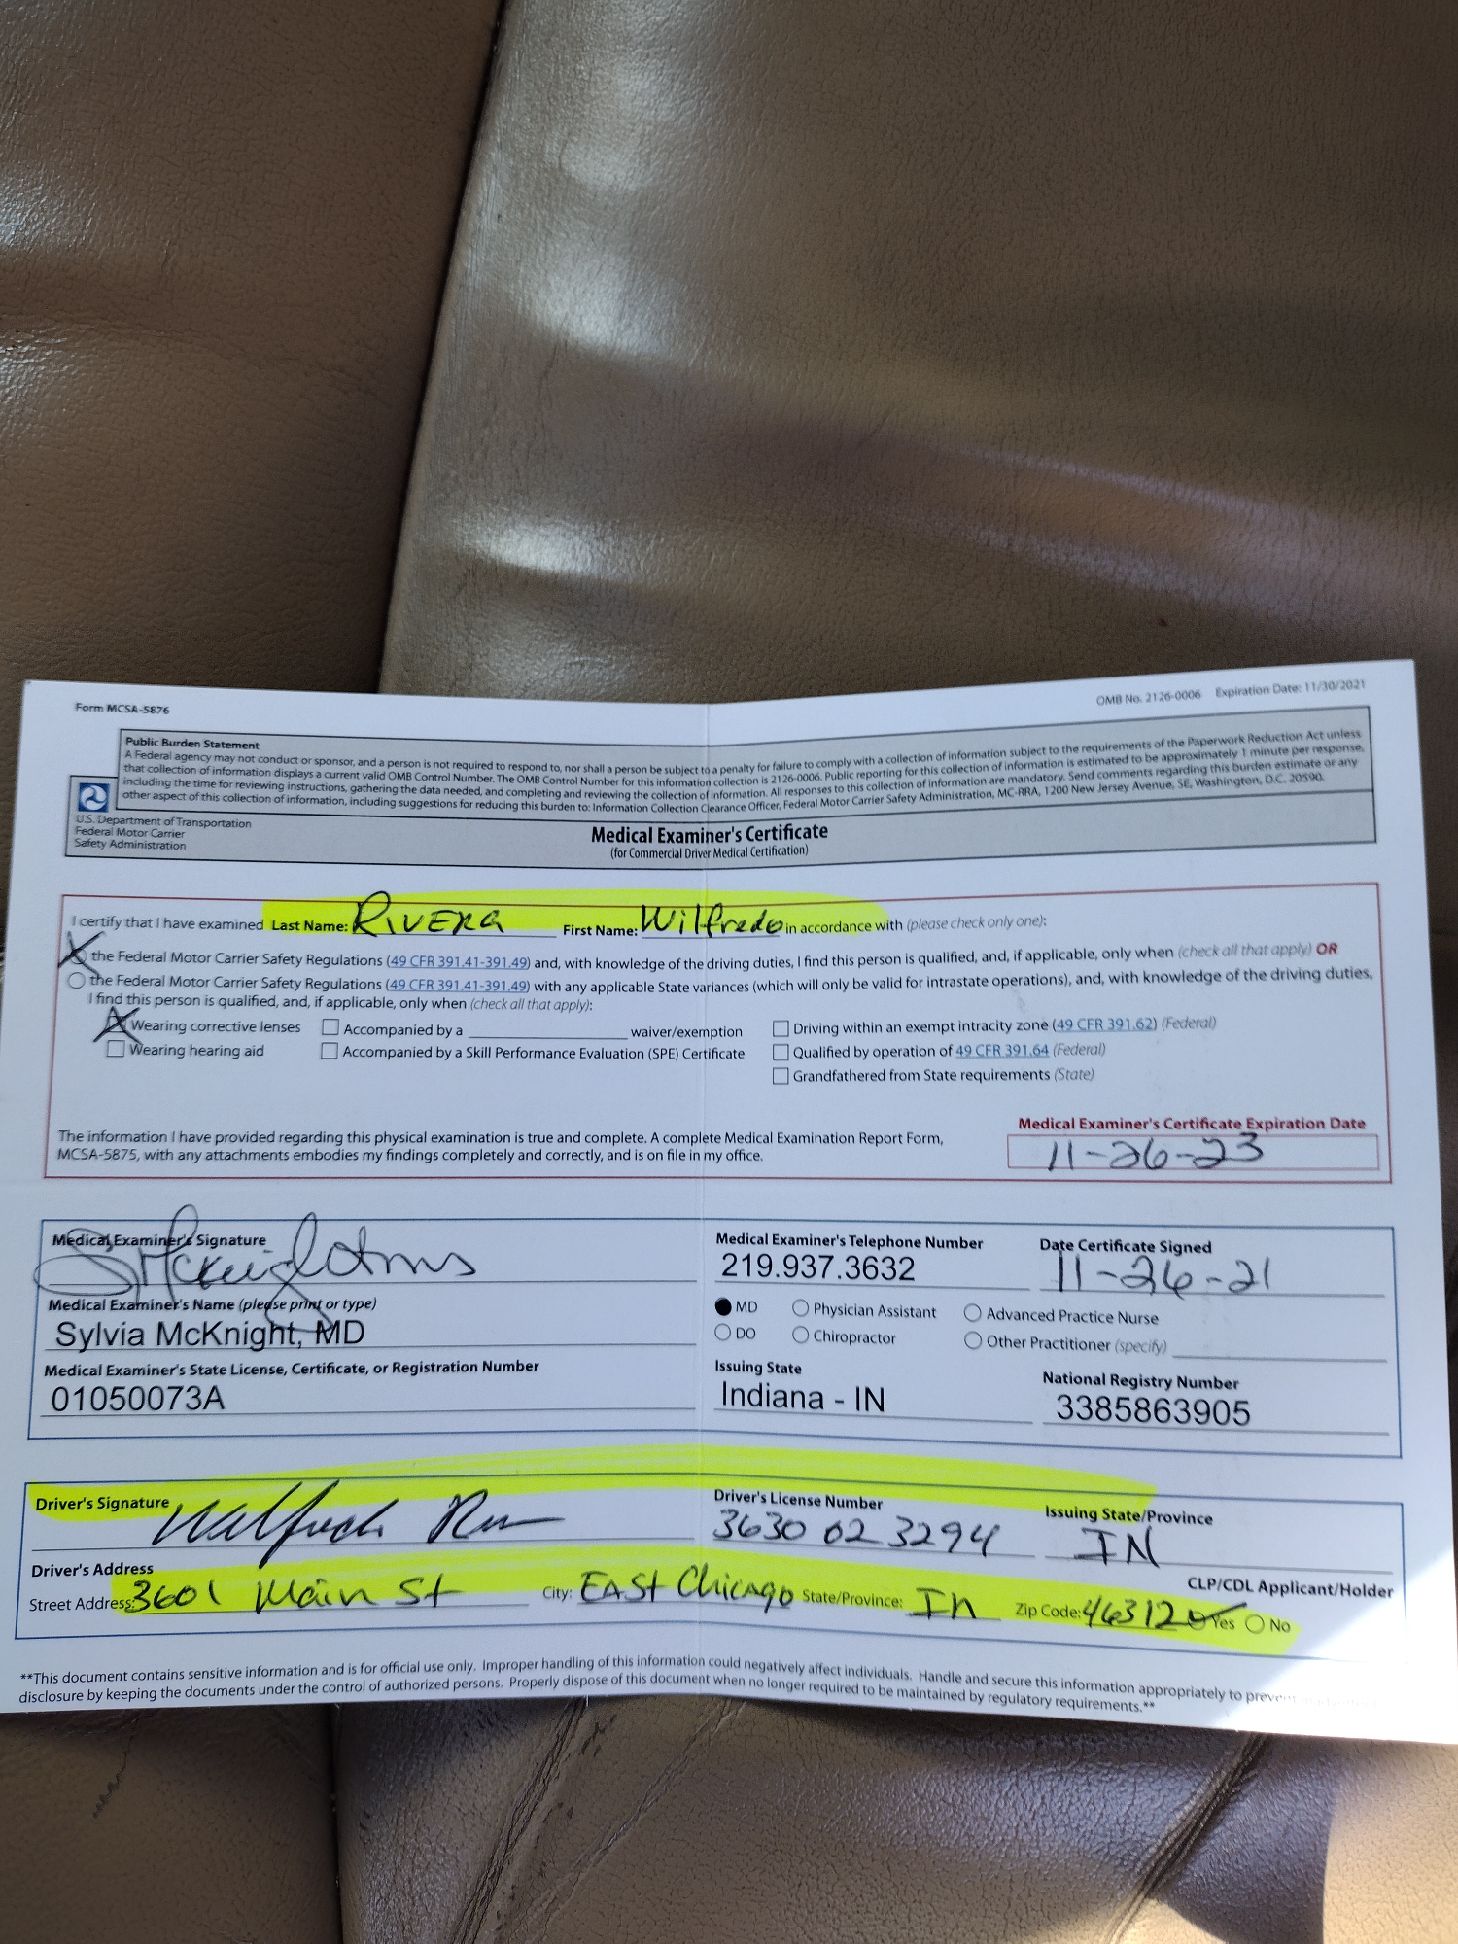 Form MCSA-5876
OMB No. 2126-0006 Expiration Date: 11/30/2021
Public Burden Statement
A Federal agency may not conduct or sponsor, and a person is not required to respond to, nor shall a person be subject to a penalty for failure to comply with a collection of information subject to the requirements of the Paperwork Reduction Act unless
that collection of information displays a current valid OMB Control Number. The OMB Control Number for this information collection is 2126-0006. Public reporting for this collection of information is estimated to be approximately 1 minute per response,
including the time for reviewing instructions, gathering the data needed, and completing and reviewing the collection of information. All responses to this collection of information are mandatory. Send comments regarding this burden estimate or any
other aspect of this collection of information, including suggestions for reducing this burden to: Information Collection Clearance Officer, Federal Motor Carrier Safety Administration, MC-RRA, 1200 New Jersey Avenue, SE, Washington, D.C. 20590.
U.S. Department of Transportation
Federal Motor Carrier
Safety Administration
Medical Examiner's Certificate
(for Commercial Driver Medical Certification)
I certify that I have examined Last Name: Rivera First Name: Wilfredo in accordance with (please check only one):
the Federal Motor Carrier Safety Regulations (49 CFR 391.41-391.49) and, with knowledge of the driving duties, I find this person is qualified, and, if applicable, only when (check all that apply) OR
the Federal Motor Carrier Safety Regulations (49 CFR 391.41-391.49) with any applicable State variances (which will only be valid for intrastate operations), and, with knowledge of the driving duties,
I find this person is qualified, and, if applicable, only when (check all that apply):
Wearing corrective lenses Accompanied by a waiver/exemption Driving within an exempt intracity zone (49 CFR 391.62) (Federal)
Wearing hearing aid Accompanied by a Skill Performance Evaluation (SPE) Certificate Qualified by operation of 49 CFR 391.64 (Federal)
Grandfathered from State requirements (State)
The information I have provided regarding this physical examination is true and complete. A complete Medical Examination Report Form,
MCSA-5875, with any attachments embodies my findings completely and correctly, and is on file in my office.
Medical Examiner's Certificate Expiration Date
11-26-23
Medical Examiner's Signature
Medical Examiner's Telephone Number
219.937.3632
Date Certificate Signed
11-26-21
Medical Examiner's Name (please print or type)
Sylvia McKnight, MD
MD Physician Assistant Advanced Practice Nurse
DO Chiropractor Other Practitioner (specify)
Medical Examiner's State License, Certificate, or Registration Number
01050073A
Issuing State
Indiana - IN
National Registry Number
3385863905
Driver's Signature Wilfredo
Driver's License Number
3630 02 3294
Issuing State/Province
IN
Driver's Address
Street Address: 3601 Main St City: East Chicago State/Province: In Zip Code: 46312
CLP/CDL Applicant/Holder
Yes No
**This document contains sensitive information and is for official use only. Improper handling of this information could negatively affect individuals. Handle and secure this information appropriately to prevent
disclosure by keeping the documents under the control of authorized persons. Properly dispose of this document when no longer required to be maintained by regulatory requirements.**